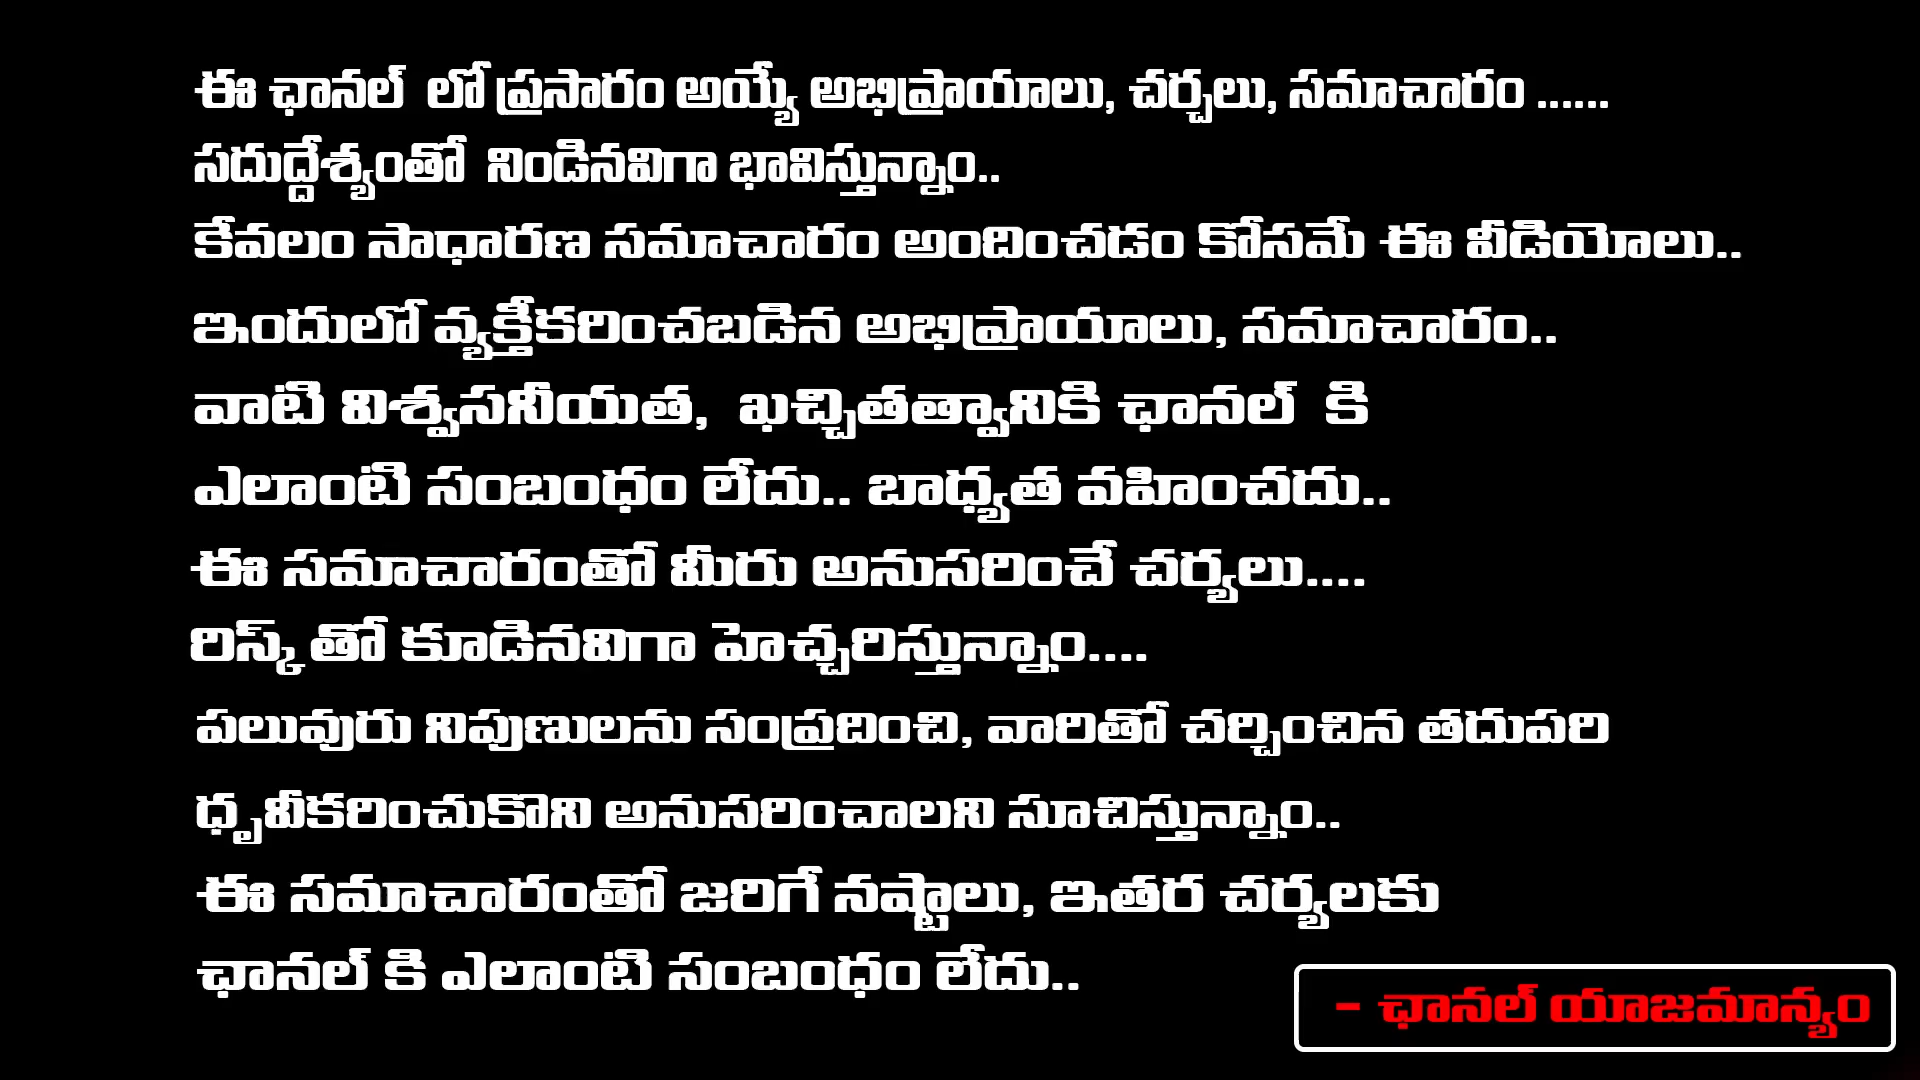 ఈ ఛానల్ లో ప్రసారం అయ్యే అభిప్రాయాలు, చర్చలు, సమాచారం ......
సదుద్దేశ్యంతో నిండినవిగా భావిస్తున్నాం..
కేవలం సాధారణ సమాచారం అందించడం కోసమే ఈ వీడియోలు..
ఇందులో వ్యక్తీకరించబడిన అభిప్రాయాలు, సమాచారం..
వాటి విశ్వసనీయత, ఖచ్చితత్వానికి ఛానల్ కి
ఎలాంటి సంబంధం లేదు.. బాధ్యత వహించదు..
ఈ సమాచారంతో మీరు అనుసరించే చర్యలు....
రిస్క్ తో కూడినవిగా హెచ్చరిస్తున్నాం....
పలువురు నిపుణులను సంప్రదించి, వారితో చర్చించిన తదుపరి
ధృవీకరించుకొని అనుసరించాలని సూచిస్తున్నాం..
ఈ సమాచారంతో జరిగే నష్టాలు, ఇతర చర్యలకు
ఛానల్ కి ఎలాంటి సంబంధం లేదు..
- ఛానల్ యాజమాన్యం